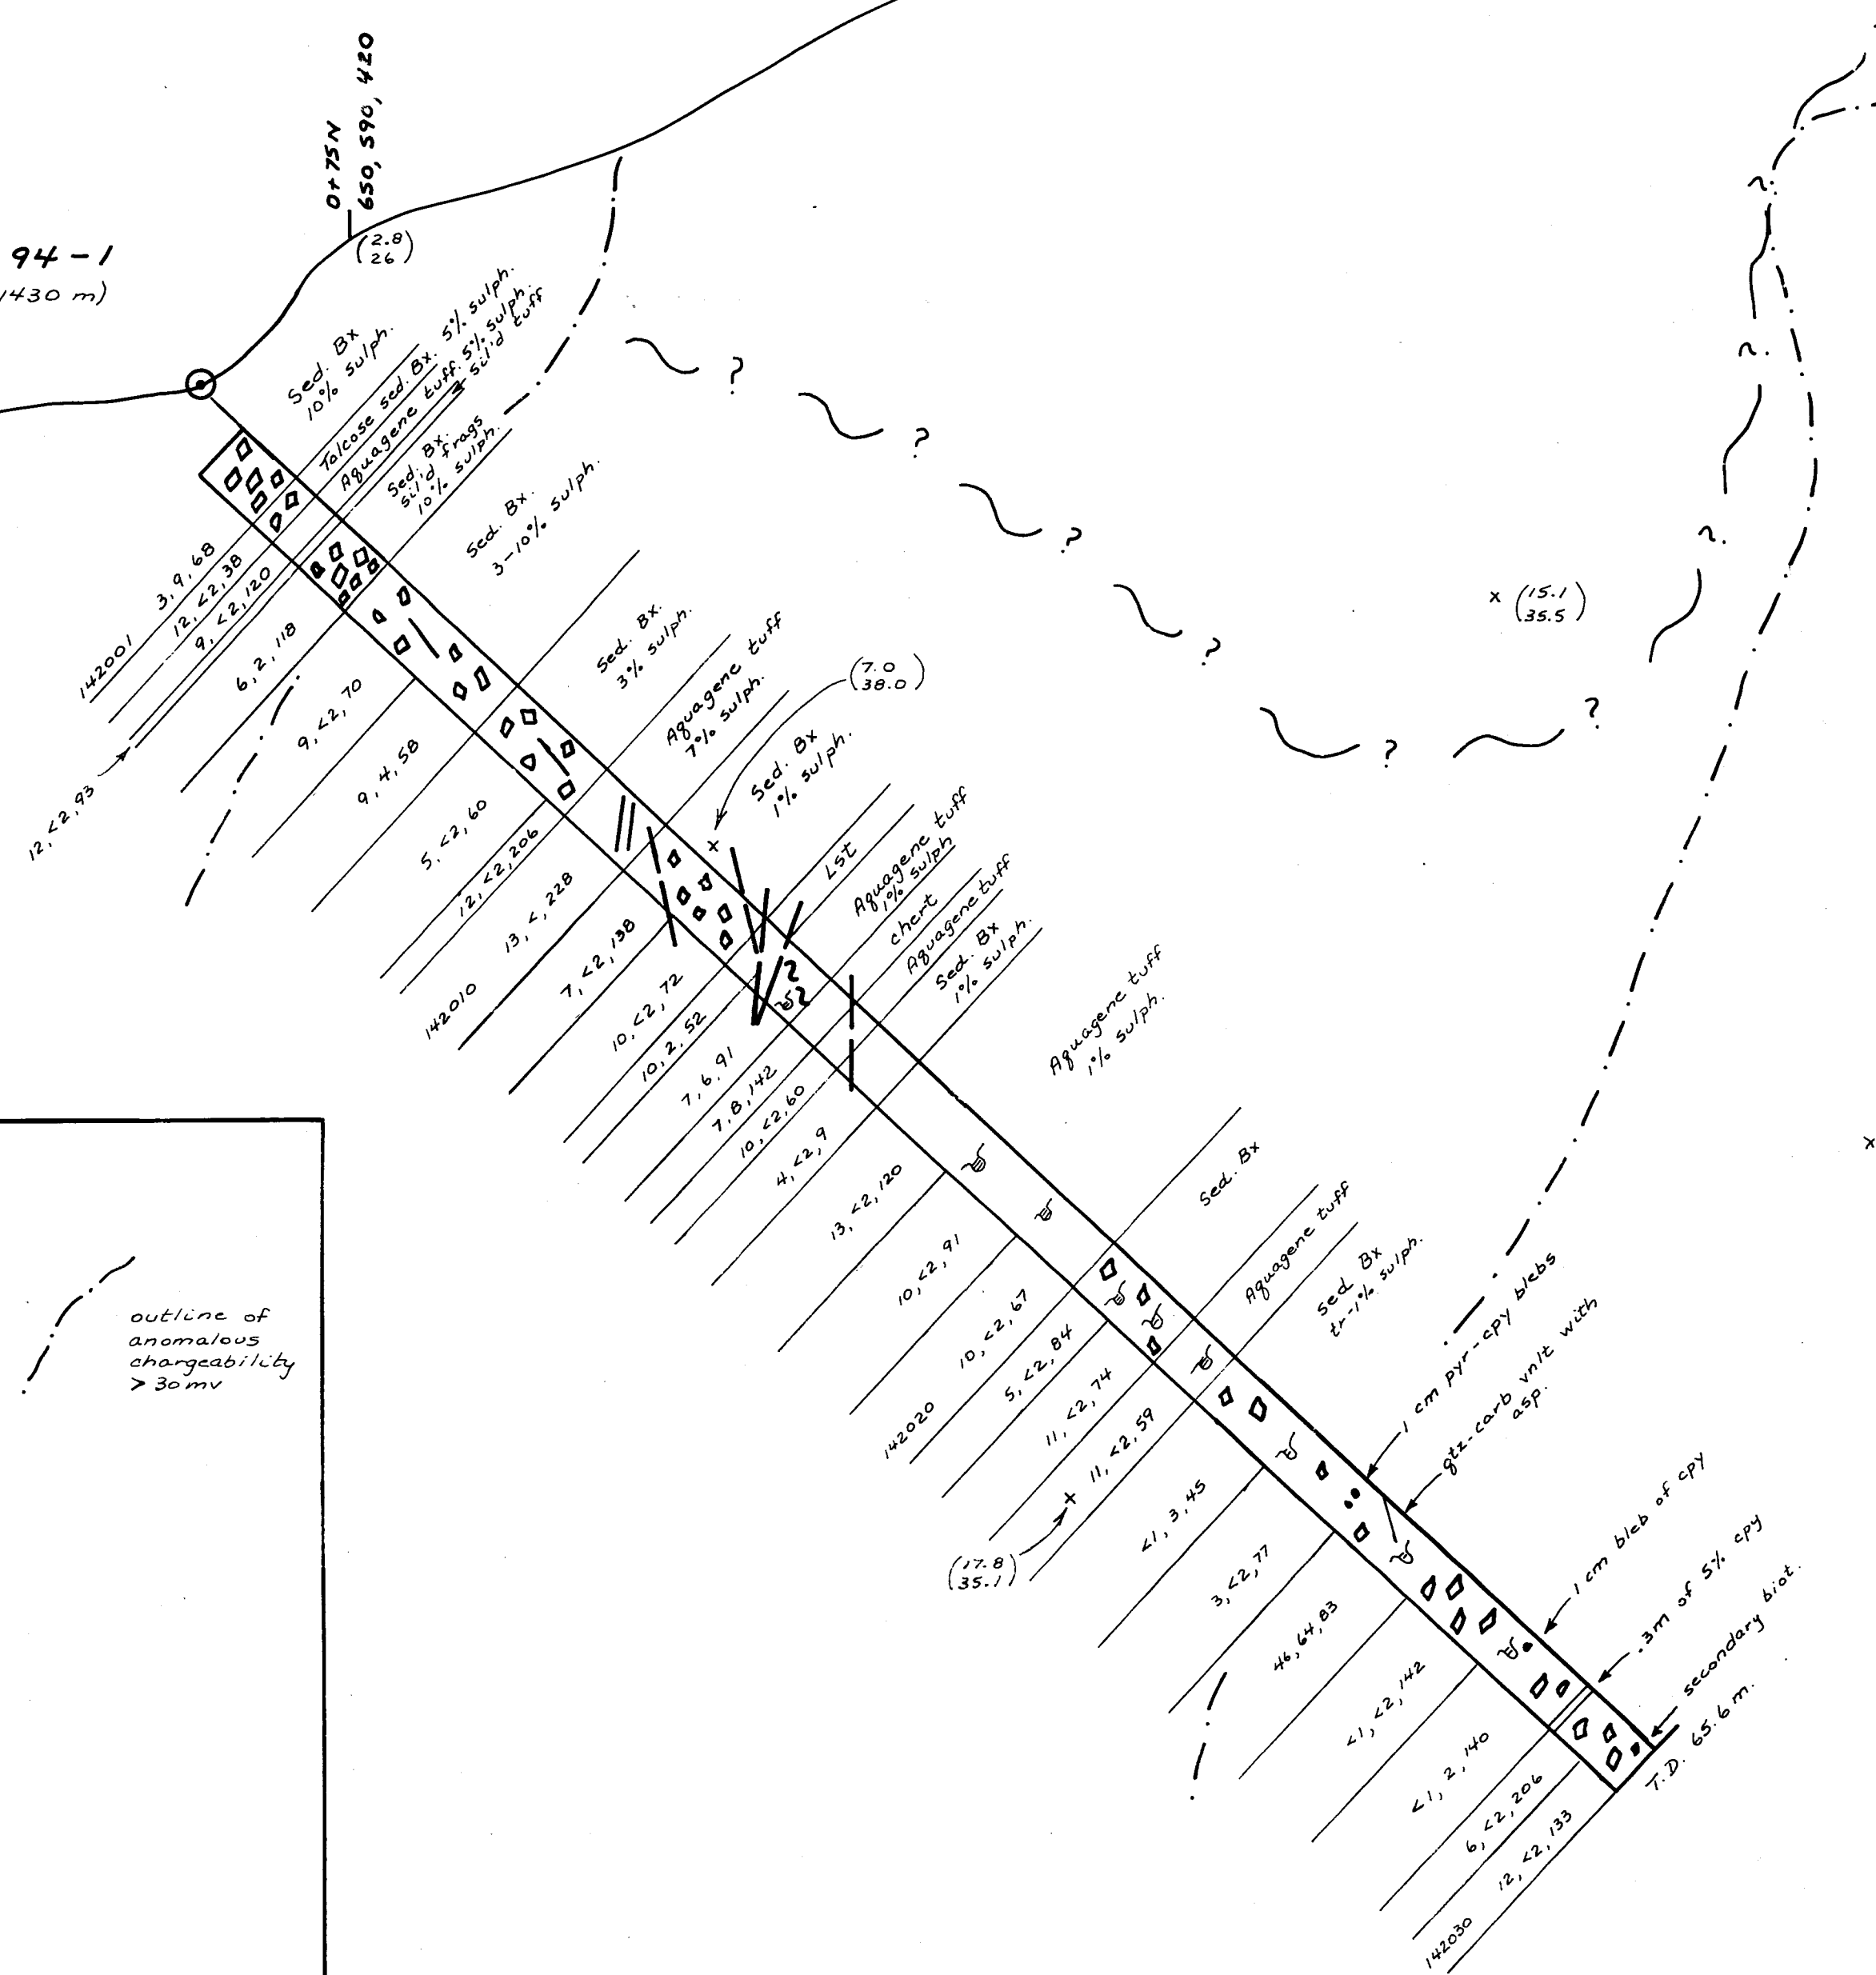 0+75N
650, 590, 420
(2.8
26)
94-1
1430 m)
Sed. Bx
10% sulph.
Talcose sed. Bx. 5% sulph.
Aquagene tuff. 5% sulph.
sil'd tuff
Sed. Bx.
sil'd frags
10% sulph.
Sed. Bx.
3-10% sulph.
Sed. Bx.
3% sulph.
Aquagene tuff
7% sulph.
(7.0
38.0)
Sed. Bx
1% sulph.
Lst
Aquagene tuff
1% sulph
chert
Aquagene tuff
Sed. Bx
1% sulph.
Aquagene tuff
1% sulph.
Sed. Bx
Aquagene tuff
Sed. Bx
tr-1% sulph.
1 cm pyr-cpy blebs
qtz-carb vnlt with
asp.
1 cm bleb of cpy
.3m of 5% cpy
secondary biot.
T.D. 65.6 m.
?
?
?
?
?
?
?
?
?
?
x (15.1
35.5)
x
142001
3, 9, 68
12, <2, 38
9, <2, 120
12, <2, 93
6, 2, 118
9, <2, 70
9, 4, 58
5, <2, 60
12, <2, 206
142010
13, <, 228
7, <2, 138
10, <2, 72
10, 2, 52
7, 6, 91
7, 8, 142
10, <2, 60
4, <2, 9
13, <2, 120
10, <2, 91
142020
10, <2, 67
5, <2, 84
11, <2, 74
11, <2, 59
x
(17.8
35.1)
<1, 3, 45
3, <2, 77
46, 64, 83
<1, <2, 142
<1, 2, 140
6, <2, 206
142030
12, <2, 133
outline of
anomalous
chargeability
> 30 mv